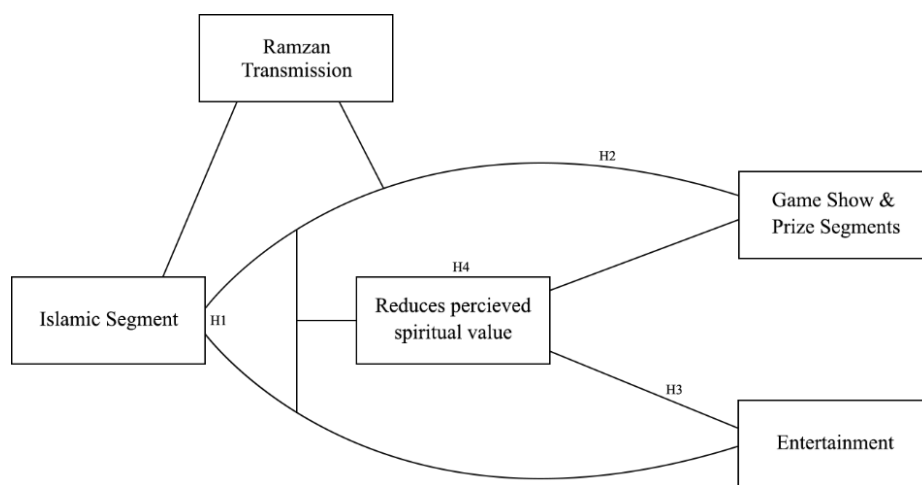 Ramzan
Transmission
H2
Game Show &
Prize Segments
H4
Islamic Segment
H1
Reduces percieved
spiritual value
H3
Entertainment